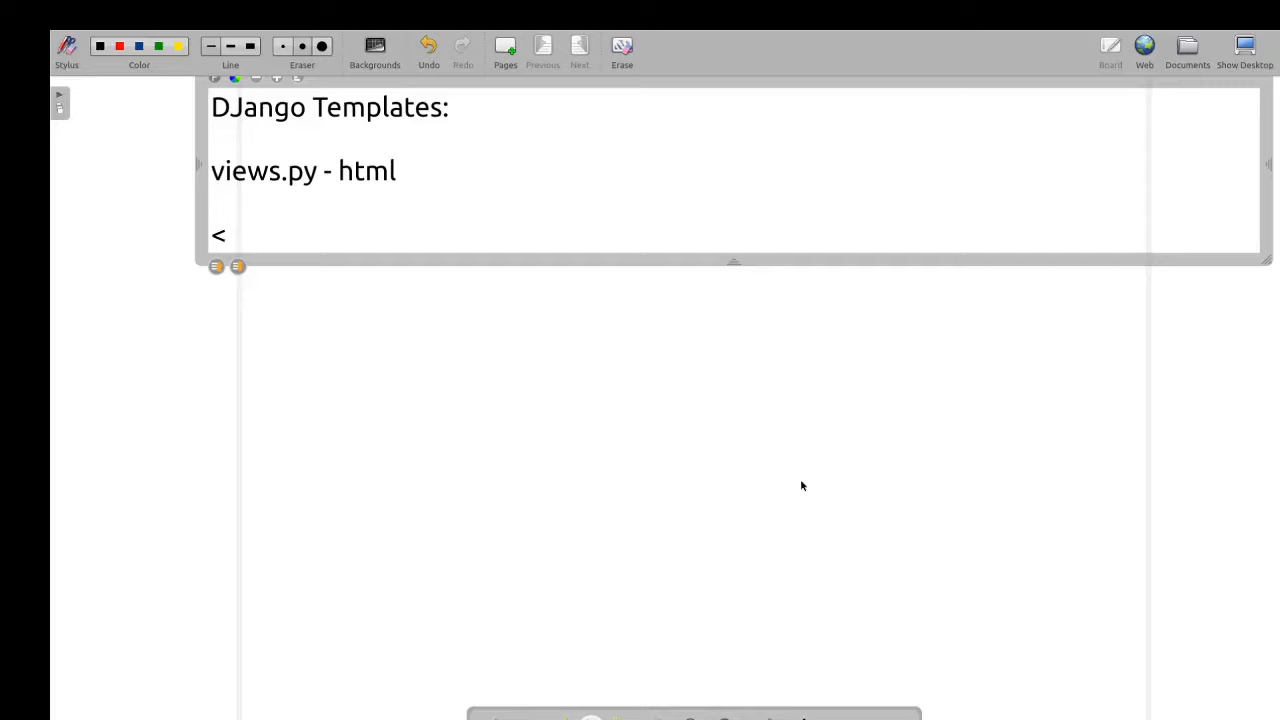 Stylus
Color
Line
Eraser
Backgrounds
Undo
Redo
Pages
Previous
Next
Erase
Board
Web
Documents
Show Desktop
DJango Templates:
views.py - html
<